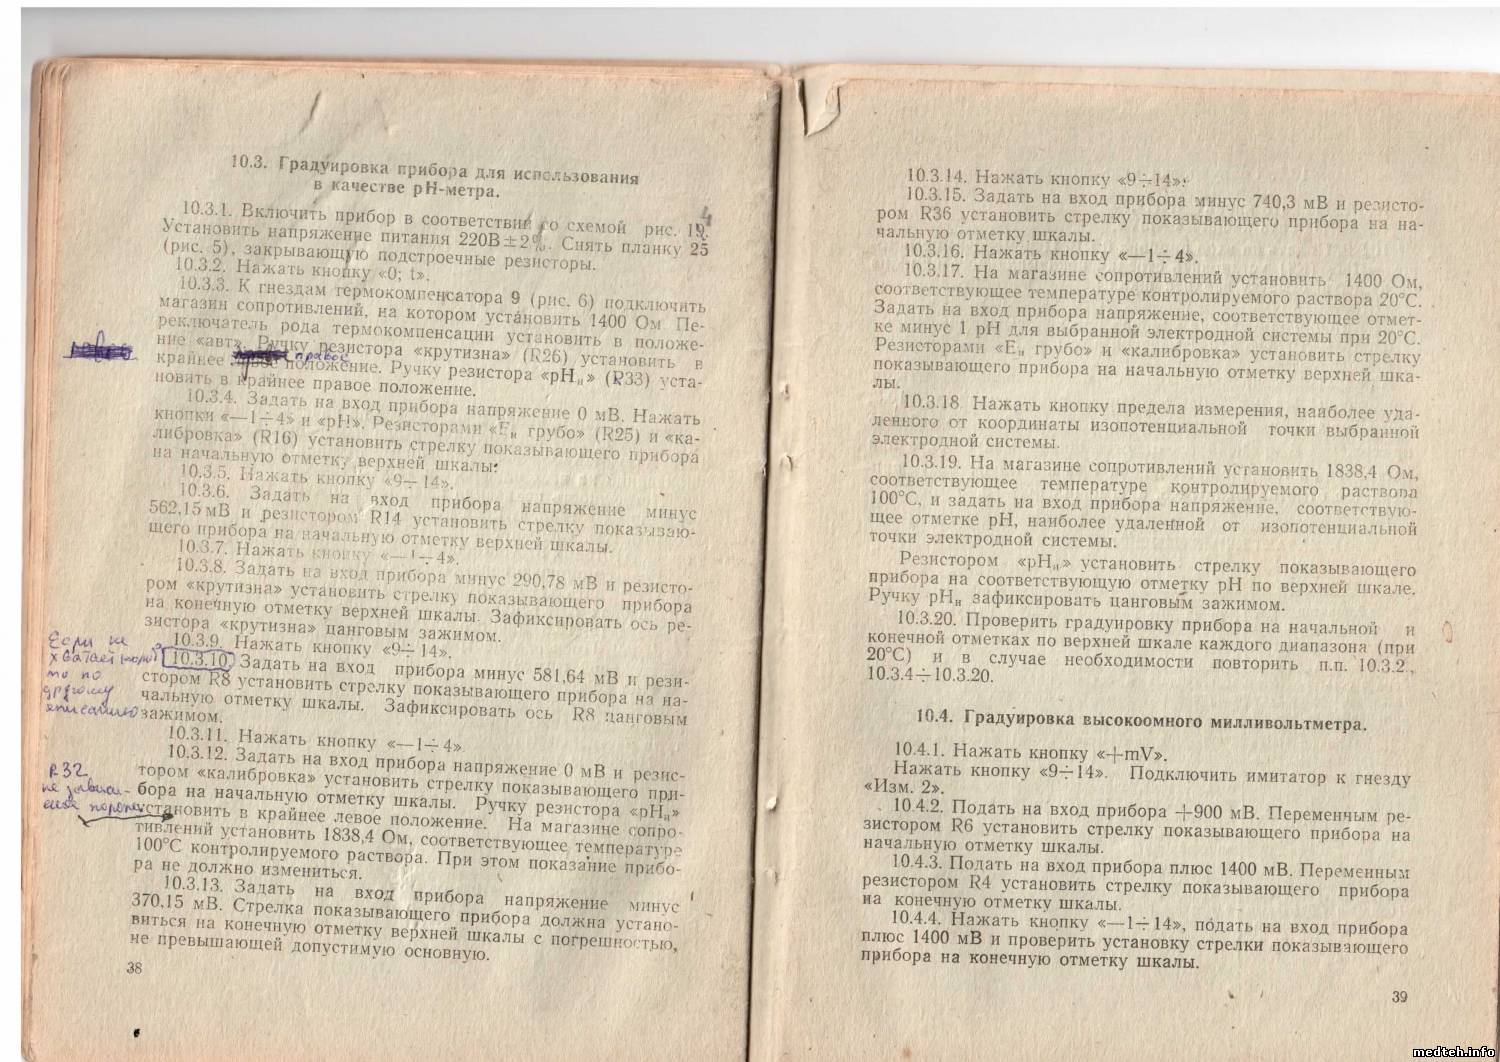 10.3. Градуировка прибора для использования
в качестве pH-метра.
10.3.1. Включить прибор в соответствии со схемой рис. 19.
4
Установить напряжение питания 220В±2%. Снять планку 25
(рис. 5), закрывающую подстроечные резисторы.
10.3.2. Нажать кнопку «0; t».
10.3.3. К гнездам термокомпенсатора 9 (рис. 6) подключить
магазин сопротивлений, на котором установить 1400 Ом Пе-
реключатель рода термокомпенсации установить в положе-
ние «авт». Ручку резистора «крутизна» (R26) установить в
правое
крайнее положение. Ручку резистора «pHи» (R33) уста-
новить в крайнее правое положение.
10.3.4. Задать на вход прибора напряжение 0 мВ. Нажать
кнопки «—1÷4» и «pH». Резисторами «Eи грубо» (R25) и «ка-
либровка» (R16) установить стрелку показывающего прибора
на начальную отметку верхней шкалы.
10.3.5. Нажать кнопку «9÷14».
10.3.6. Задать на вход прибора напряжение минус
562,15 мВ и резистором R14 установить стрелку показываю-
щего прибора на начальную отметку верхней шкалы.
10.3.7. Нажать кнопку «—1÷4».
10.3.8. Задать на вход прибора минус 290,78 мВ и резисто-
ром «крутизна» установить стрелку показывающего прибора
на конечную отметку верхней шкалы. Зафиксировать ось ре-
зистора «крутизна» цанговым зажимом.
10.3.9. Нажать кнопку «9÷14».
Если не
хватает
то по
другому
10.3.10. Задать на вход прибора минус 581,64 мВ и рези-
стором R8 установить стрелку показывающего прибора на на-
чальную отметку шкалы. Зафиксировать ось R8 цанговым
зажимом.
10.3.11. Нажать кнопку «—1÷4»
10.3.12. Задать на вход прибора напряжение 0 мВ и резис-
тором «калибровка» установить стрелку показывающего при-
бора на начальную отметку шкалы. Ручку резистора «pHи»
установить в крайнее левое положение. На магазине сопро-
тивлений установить 1838,4 Ом, соответствующее температуре
100°C контролируемого раствора. При этом показание прибо-
ра не должно измениться.
R32
не
10.3.13. Задать на вход прибора напряжение минус
370,15 мВ. Стрелка показывающего прибора должна устано-
виться на конечную отметку верхней шкалы с погрешностью,
не превышающей допустимую основную.
38
10.3.14. Нажать кнопку «9÷14».
10.3.15. Задать на вход прибора минус 740,3 мВ и резисто-
ром R36 установить стрелку показывающего прибора на на-
чальную отметку шкалы.
10.3.16. Нажать кнопку «—1÷4».
10.3.17. На магазине сопротивлений установить 1400 Ом,
соответствующее температуре контролируемого раствора 20°C.
Задать на вход прибора напряжение, соответствующее отмет-
ке минус 1 pH для выбранной электродной системы при 20°C.
Резисторами «Eи грубо» и «калибровка» установить стрелку
показывающего прибора на начальную отметку верхней шка-
лы.
10.3.18 Нажать кнопку предела измерения, наиболее уда-
ленного от координаты изопотенциальной точки выбранной
электродной системы.
10.3.19. На магазине сопротивлений установить 1838,4 Ом,
соответствующее температуре контролируемого раствора
100°C, и задать на вход прибора напряжение, соответствую-
щее отметке pH, наиболее удаленной от изопотенциальной
точки электродной системы.
Резистором «pHи» установить стрелку показывающего
прибора на соответствующую отметку pH по верхней шкале.
Ручку pHи зафиксировать цанговым зажимом.
10.3.20. Проверить градуировку прибора на начальной и
конечной отметках по верхней шкале каждого диапазона (при
20°C) и в случае необходимости повторить п.п. 10.3.2.,
10.3.4÷10.3.20.
10.4. Градуировка высокоомного милливольтметра.
10.4.1. Нажать кнопку «+mV».
Нажать кнопку «9÷14». Подключить имитатор к гнезду
«Изм. 2».
10.4.2. Подать на вход прибора +900 мВ. Переменным ре-
зистором R6 установить стрелку показывающего прибора на
начальную отметку шкалы.
10.4.3. Подать на вход прибора плюс 1400 мВ. Переменным
резистором R4 установить стрелку показывающего прибора
на конечную отметку шкалы.
10.4.4. Нажать кнопку «—1÷14», подать на вход прибора
плюс 1400 мВ и проверить установку стрелки показывающего
прибора на конечную отметку шкалы.
39
medteh.info